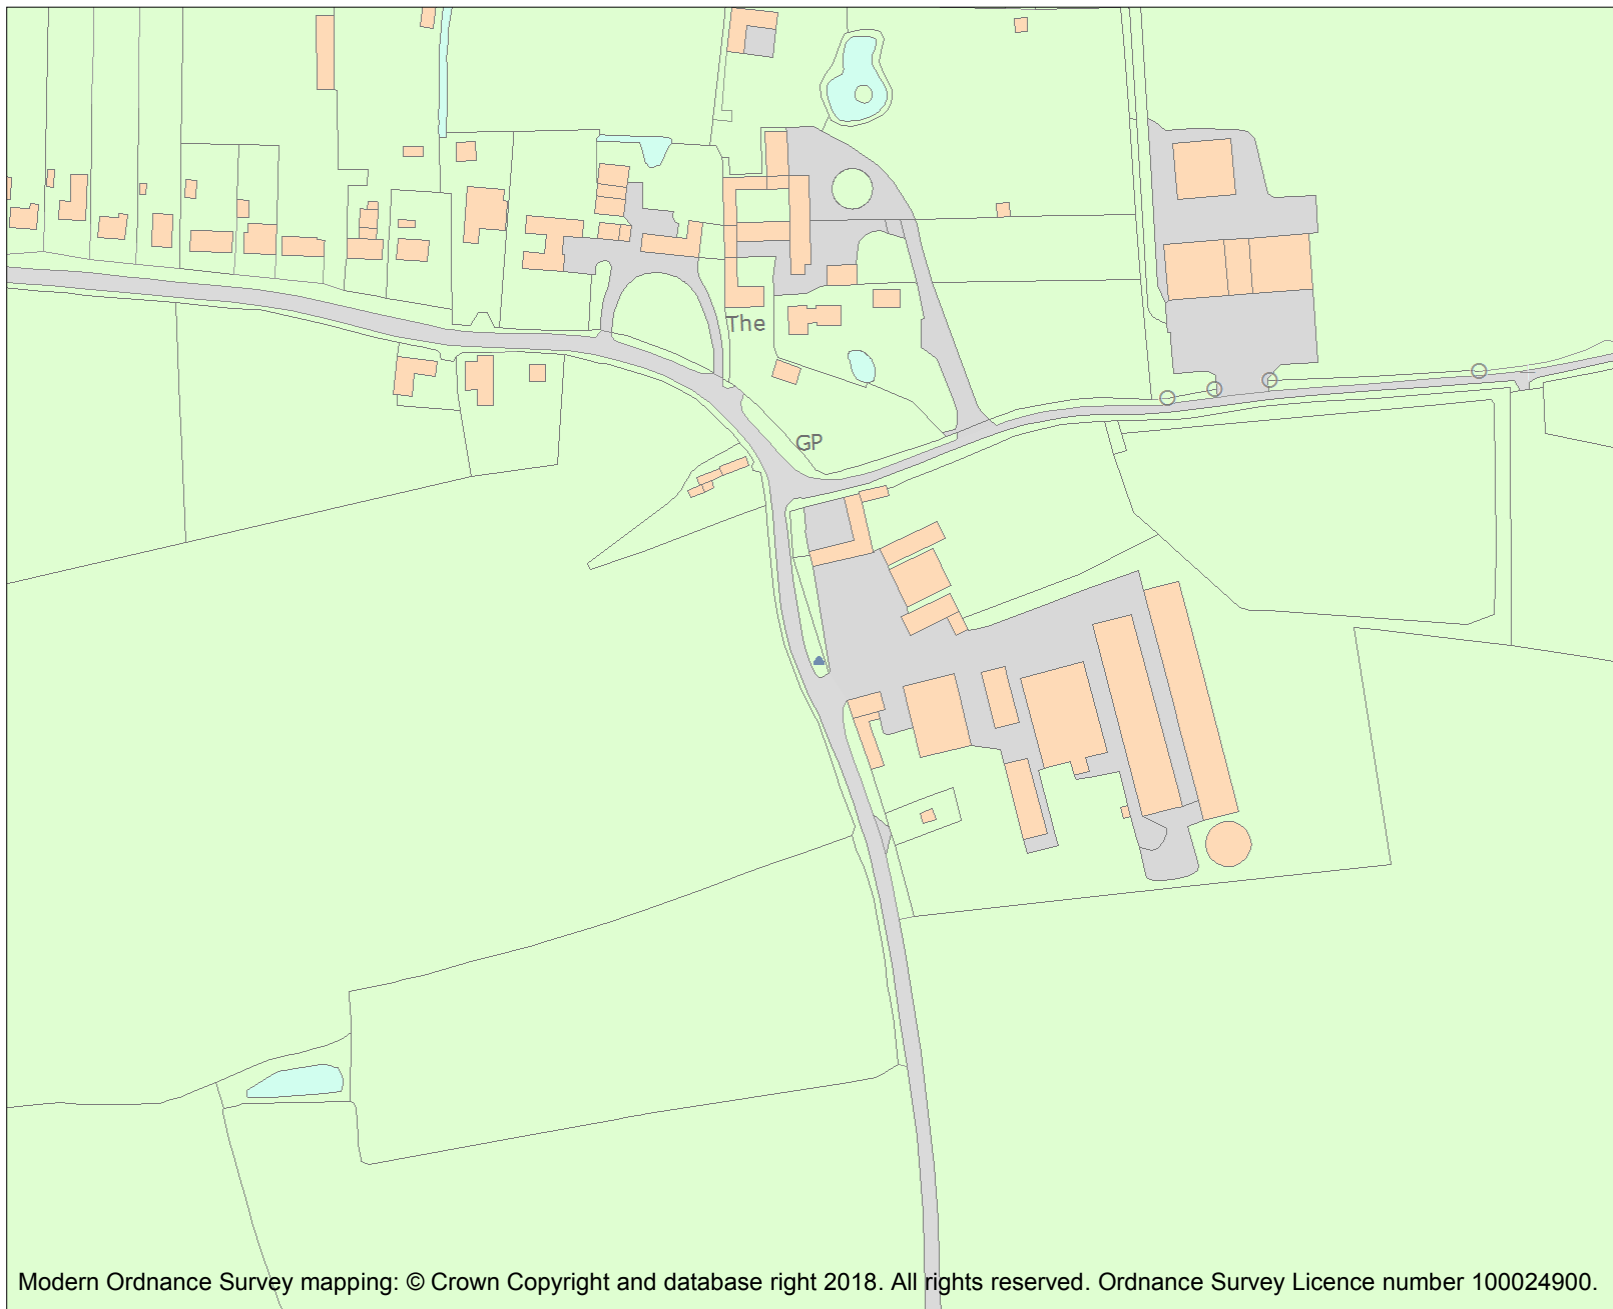 The
GP
Modern Ordnance Survey mapping: © Crown Copyright and database right 2018. All rights reserved. Ordnance Survey Licence number 100024900.